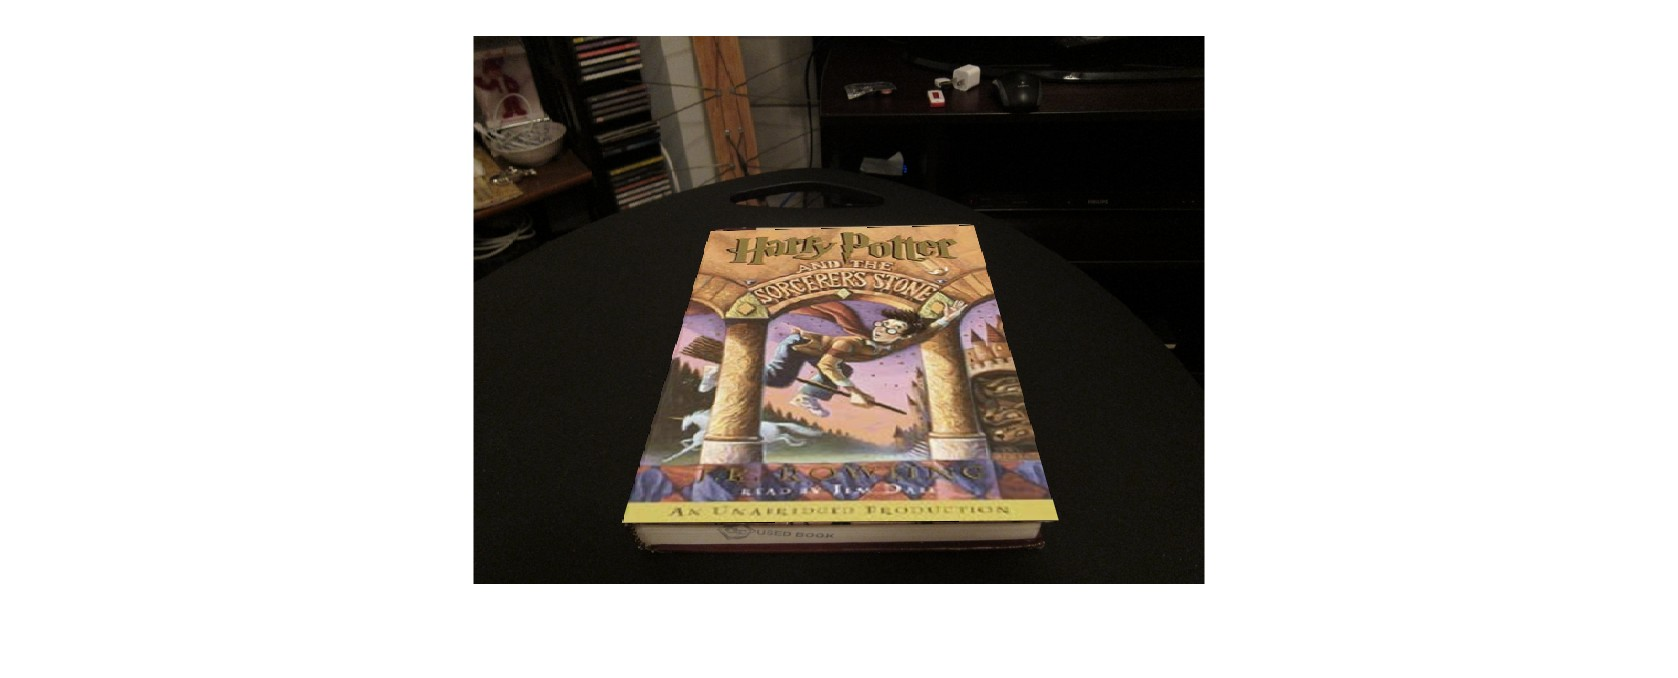 Harry Potter
AND THE
SORCERER'S STONE
J.K. ROWLING
READ BY JIM DALE
AN UNABRIDGED PRODUCTION
USED BOOK